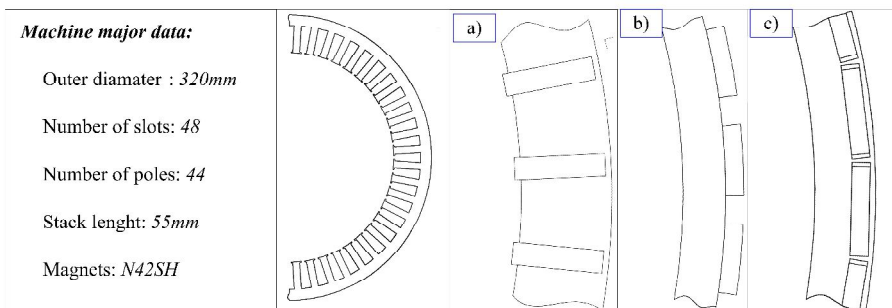 Machine major data:
Outer diamater : 320mm
Number of slots: 48
Number of poles: 44
Stack lenght: 55mm
Magnets: N42SH
a)
b)
c)